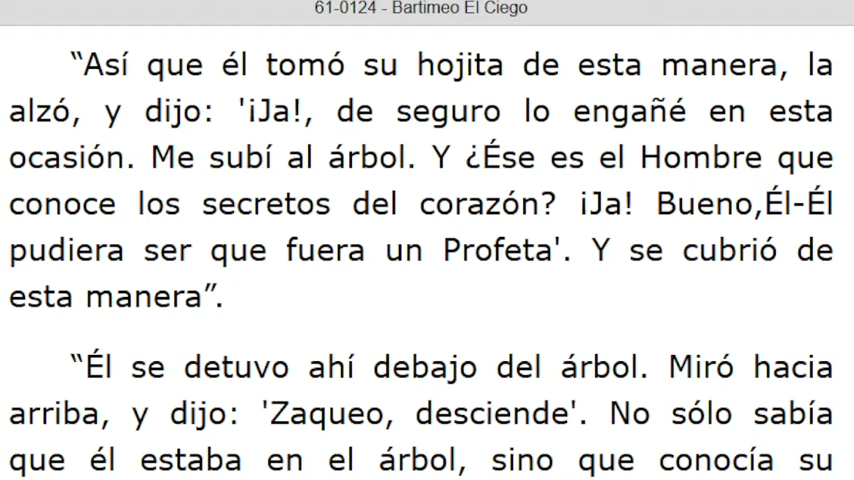 61-0124 - Bartimeo El Ciego
“Así que él tomó su hojita de esta manera, la
alzó, y dijo: '¡Ja!, de seguro lo engañé en esta
ocasión. Me subí al árbol. Y ¿Ése es el Hombre que
conoce los secretos del corazón? ¡Ja! Bueno,Él-Él
pudiera ser que fuera un Profeta'. Y se cubrió de
esta manera”.
“Él se detuvo ahí debajo del árbol. Miró hacia
arriba, y dijo: 'Zaqueo, desciende'. No sólo sabía
que él estaba en el árbol, sino que conocía su